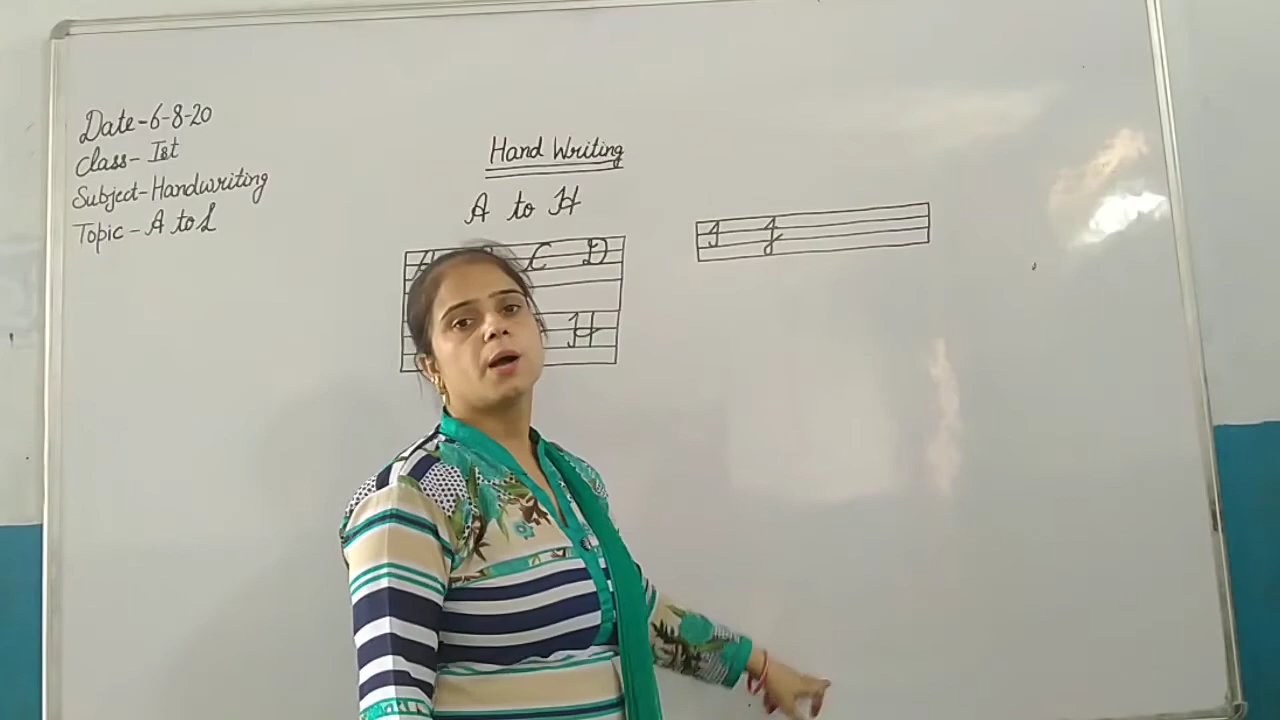 Date-6-8-20
Class- Ist
Subject-Handwriting
Topic - A to L
Hand Writing
A to H
A C D
H
I J